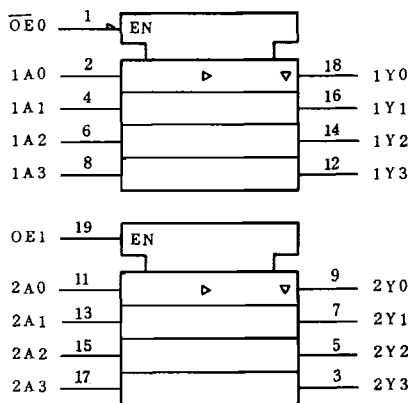 O̅E̅0 1 EN
1A0 2 18 1Y0
1A1 4 16 1Y1
1A2 6 14 1Y2
1A3 8 12 1Y3
OE1 19 EN
2A0 11 9 2Y0
2A1 13 7 2Y1
2A2 15 5 2Y2
2A3 17 3 2Y3